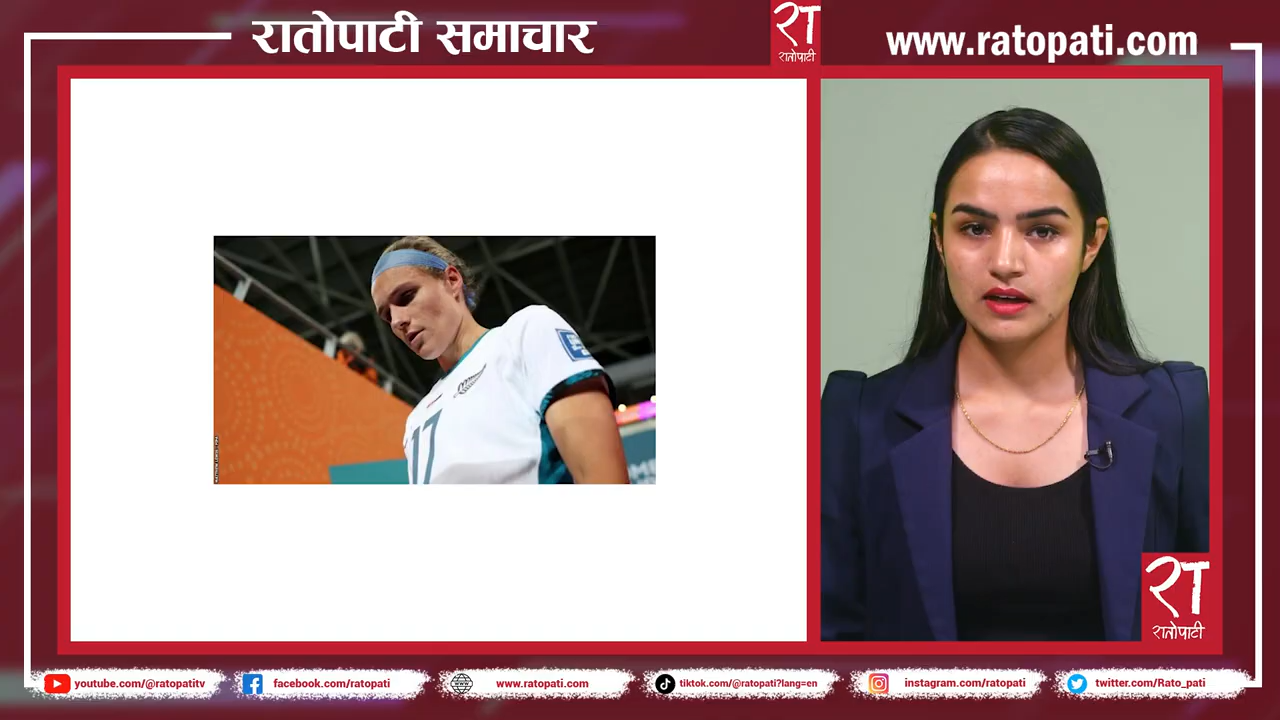 रातोपाटी समाचार
रा
रातोपाटी
www.ratopati.com
17
रा
रातोपाटी
youtube.com/@ratopatitv
facebook.com/ratopati
www.ratopati.com
tiktok.com/@ratopati?lang=en
instagram.com/ratopati
twitter.com/Rato_pati